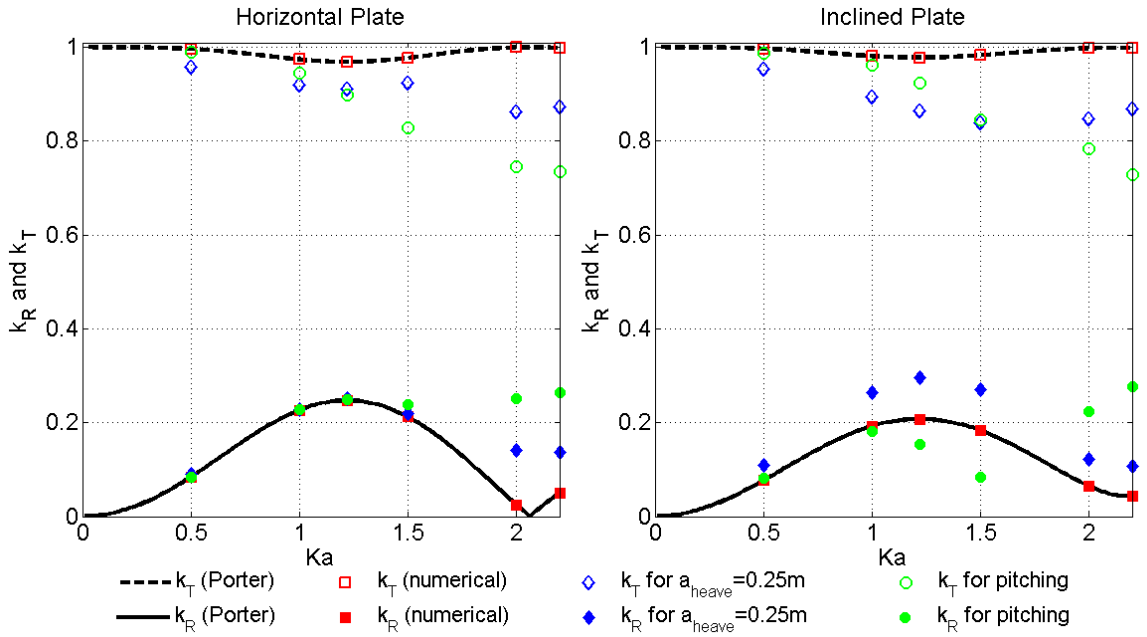 Horizontal Plate
Inclined Plate
1
0.8
0.6
0.4
0.2
0
k_R and k_T
0 0.5 1 1.5 2
Ka
1
0.8
0.6
0.4
0.2
0
k_R and k_T
0 0.5 1 1.5 2
Ka
k_T (Porter)
k_T (numerical)
k_T for a_heave=0.25m
k_T for pitching
k_R (Porter)
k_R (numerical)
k_R for a_heave=0.25m
k_R for pitching